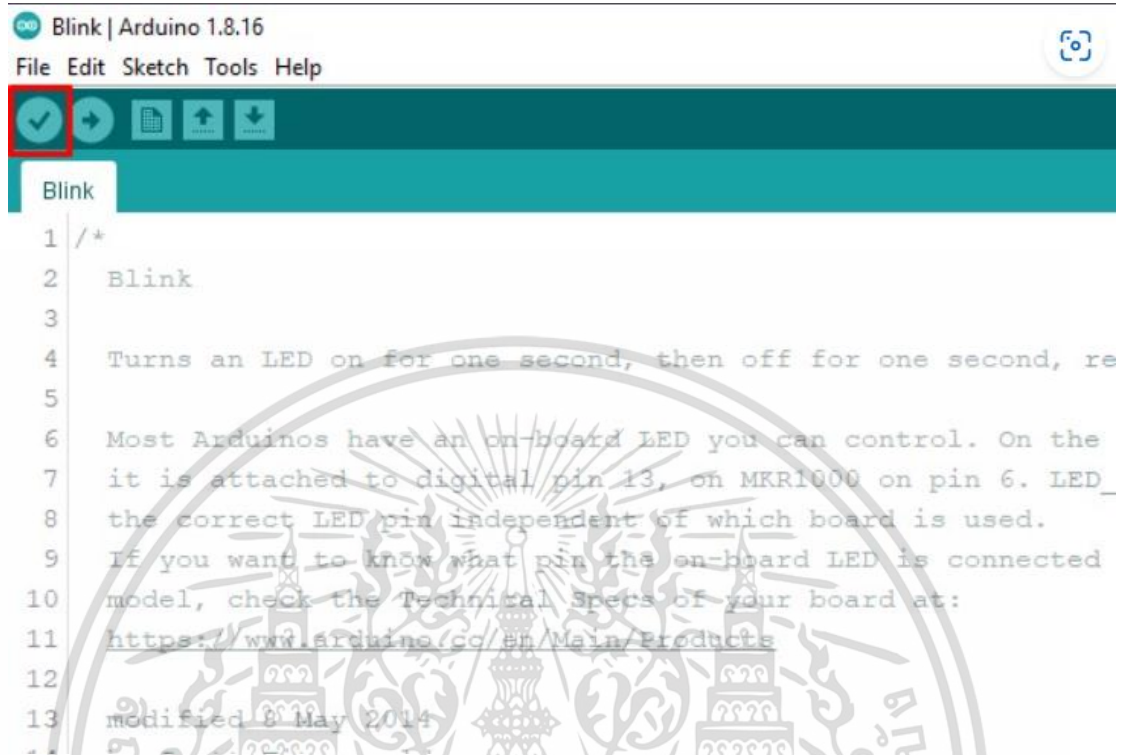 Blink | Arduino 1.8.16
File Edit Sketch Tools Help
Blink
1 /*
2 Blink
3
4 Turns an LED on for one second, then off for one second, re
5
6 Most Arduinos have an on-board LED you can control. On the
7 it is attached to digital pin 13, on MKR1000 on pin 6. LED_
8 the correct LED pin independent of which board is used.
9 If you want to know what pin the on-board LED is connected
10 model, check the Technical Specs of your board at:
11 https://www.arduino.cc/en/Main/Products
12
13 modified 8 May 2014